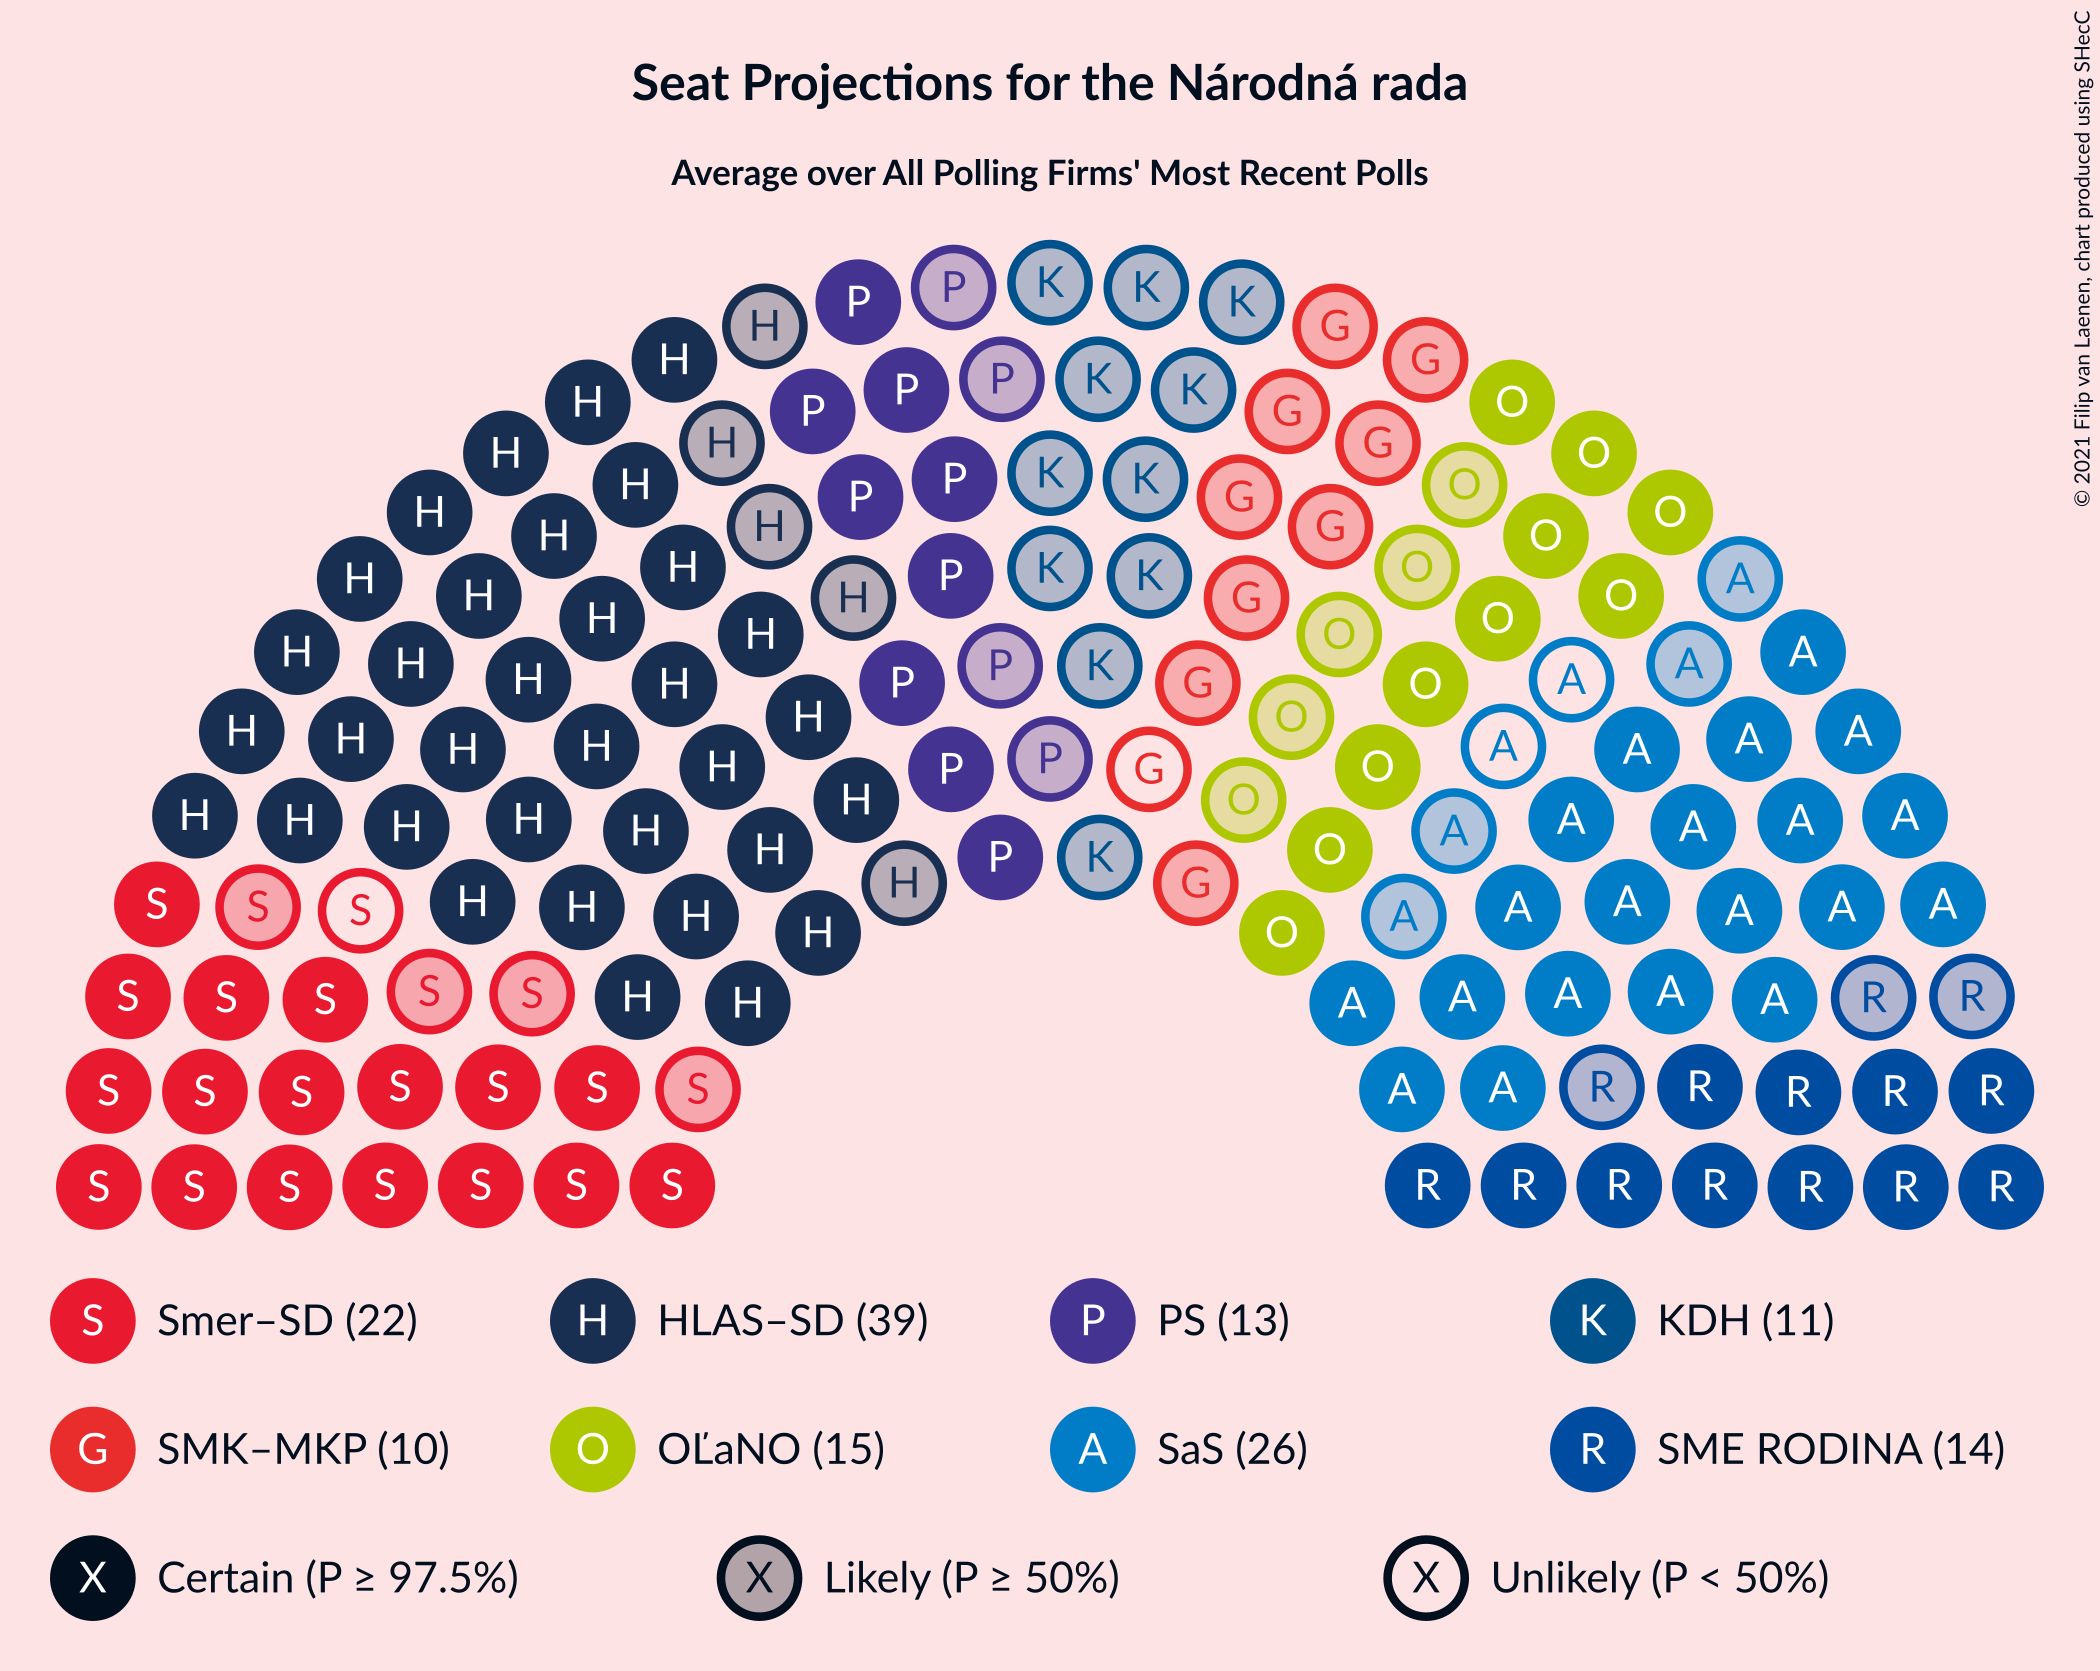 © 2021 Filip van Laenen, chart produced using SHecC
Seat Projections for the Národná rada
Average over All Polling Firms' Most Recent Polls
P P K K K
H G
H G
H P P K K O
P G
H H G O
H P K K O
H P G O
H H G O
H H P K K O A
H H G O
H H O O
H H P K A A
H H P G O A
H H O A
H H H H P P G O A A A
H H H H H H O A A A A A
H P K O
S S S H H H H G A A A A A A
H O
S S S S S H H A A A A A R R
S S S S S S S A A R R R R R
S S S S S S S R R R R R R R
S Smer–SD (22) H HLAS–SD (39) P PS (13) K KDH (11)
G SMK–MKP (10) O OĽaNO (15) A SaS (26) R SME RODINA (14)
X Certain (P ≥ 97.5%) X Likely (P ≥ 50%) X Unlikely (P < 50%)